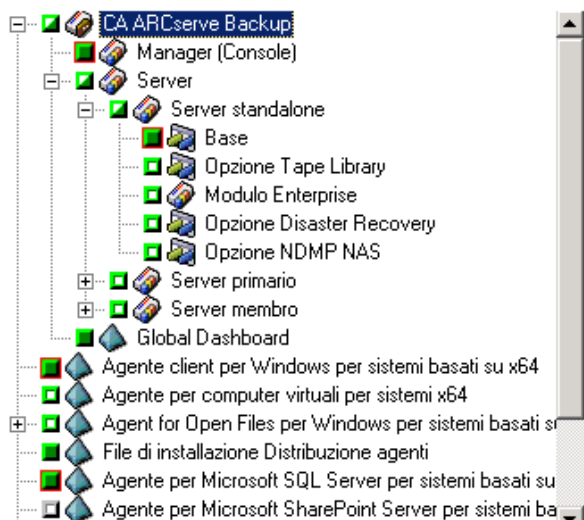 CA ARCserve Backup
Manager (Console)
Server
Server standalone
Base
Opzione Tape Library
Modulo Enterprise
Opzione Disaster Recovery
Opzione NDMP NAS
Server primario
Server membro
Global Dashboard
Agente client per Windows per sistemi basati su x64
Agente per computer virtuali per sistemi x64
Agent for Open Files per Windows per sistemi basati
File di installazione Distribuzione agenti
Agente per Microsoft SQL Server per sistemi basati su
Agente per Microsoft SharePoint Server per sistemi ba